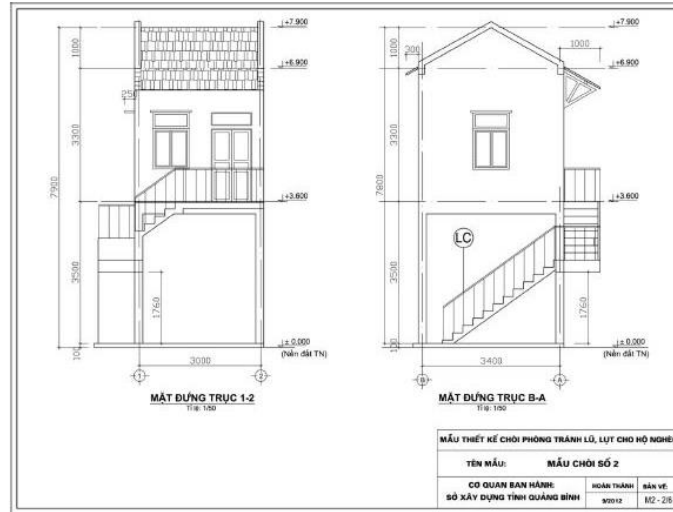 +7.900
+6.900
+3.600
± 0.000
(Nền đất TN)
1000
3300
7900
3500
100
250
1760
3000
1
2
MẶT ĐỨNG TRỤC 1-2
Tỉ lệ: 1/50
+7.900
+6.900
+3.600
± 0.000
(Nền đất TN)
300
1000
1000
3300
3500
LC
1760
3400
B
A
MẶT ĐỨNG TRỤC B-A
Tỉ lệ: 1/50
MẪU THIẾT KẾ CHÒI PHÒNG TRÁNH LŨ, LỤT CHO HỘ NGHÈO
TÊN MẪU: MẪU CHÒI SỐ 2
CƠ QUAN BAN HÀNH: HOÀN THÀNH BẢN VẼ:
SỞ XÂY DỰNG TỈNH QUẢNG BÌNH 9/2012 M2 - 2/6